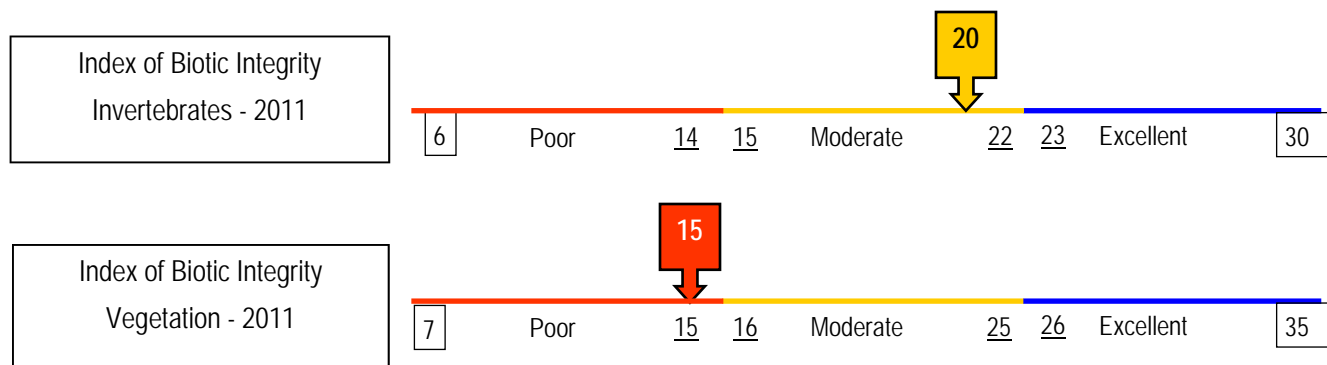 Index of Biotic Integrity
Invertebrates - 2011
20
6 Poor 14 15 Moderate 22 23 Excellent 30
Index of Biotic Integrity
Vegetation - 2011
15
7 Poor 15 16 Moderate 25 26 Excellent 35